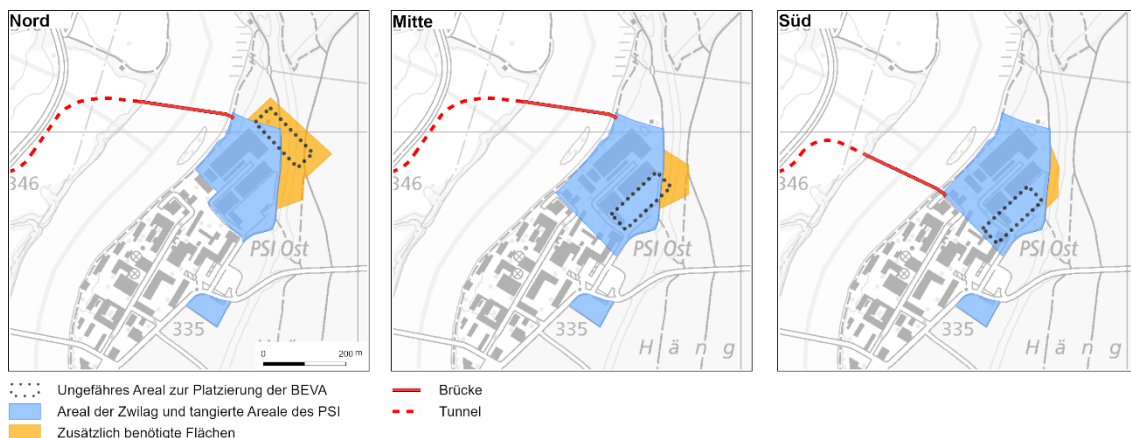 Nord
346
PSI Ost
335
0 200 m
Mitte
346
PSI Ost
335
H ä n g
Süd
346
PSI Ost
335
H ä n g
Ungefähres Areal zur Platzierung der BEVA
Areal der Zwilag und tangierte Areale des PSI
Zusätzlich benötigte Flächen
Brücke
Tunnel